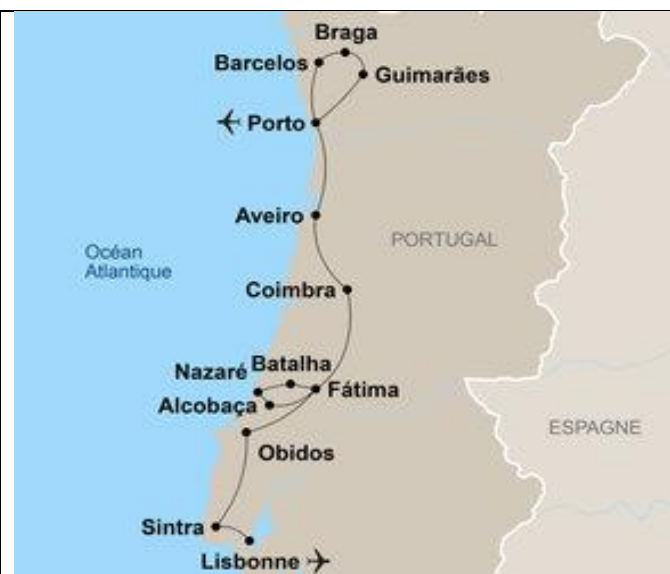 Braga
Barcelos
Guimarães
Porto
Aveiro
PORTUGAL
Océan
Atlantique
Coimbra
Batalha
Nazaré
Fátima
Alcobaça
ESPAGNE
Obidos
Sintra
Lisbonne